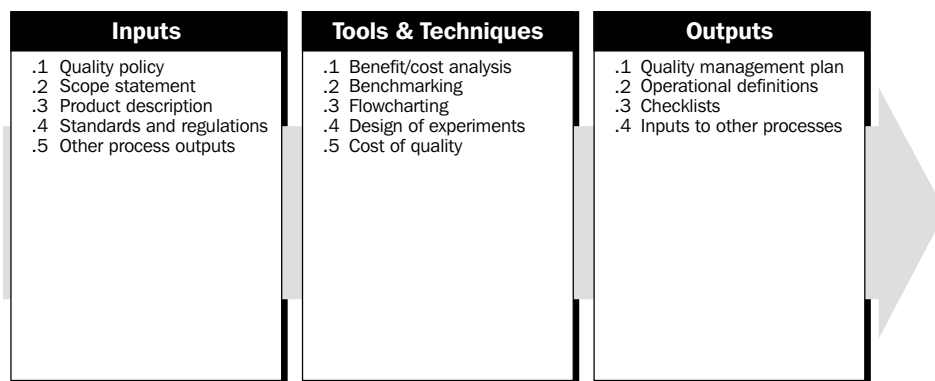 Inputs
.1 Quality policy
.2 Scope statement
.3 Product description
.4 Standards and regulations
.5 Other process outputs
Tools & Techniques
.1 Benefit/cost analysis
.2 Benchmarking
.3 Flowcharting
.4 Design of experiments
.5 Cost of quality
Outputs
.1 Quality management plan
.2 Operational definitions
.3 Checklists
.4 Inputs to other processes